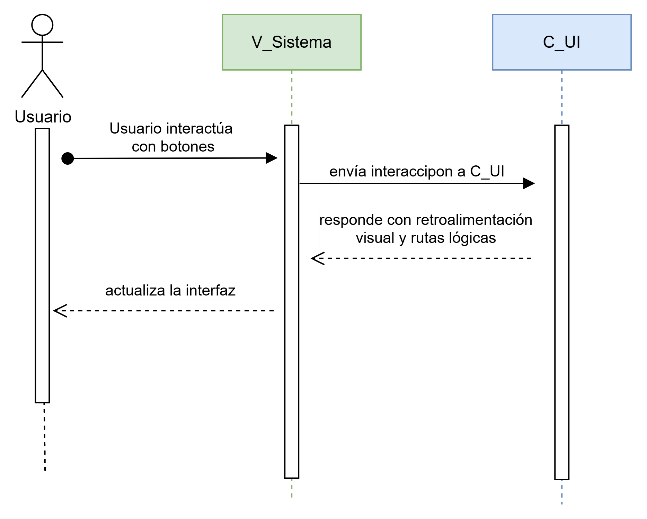 V_Sistema
C_UI
Usuario
Usuario interactúa
con botones
envía interaccipon a C_UI
responde con retroalimentación
visual y rutas lógicas
actualiza la interfaz